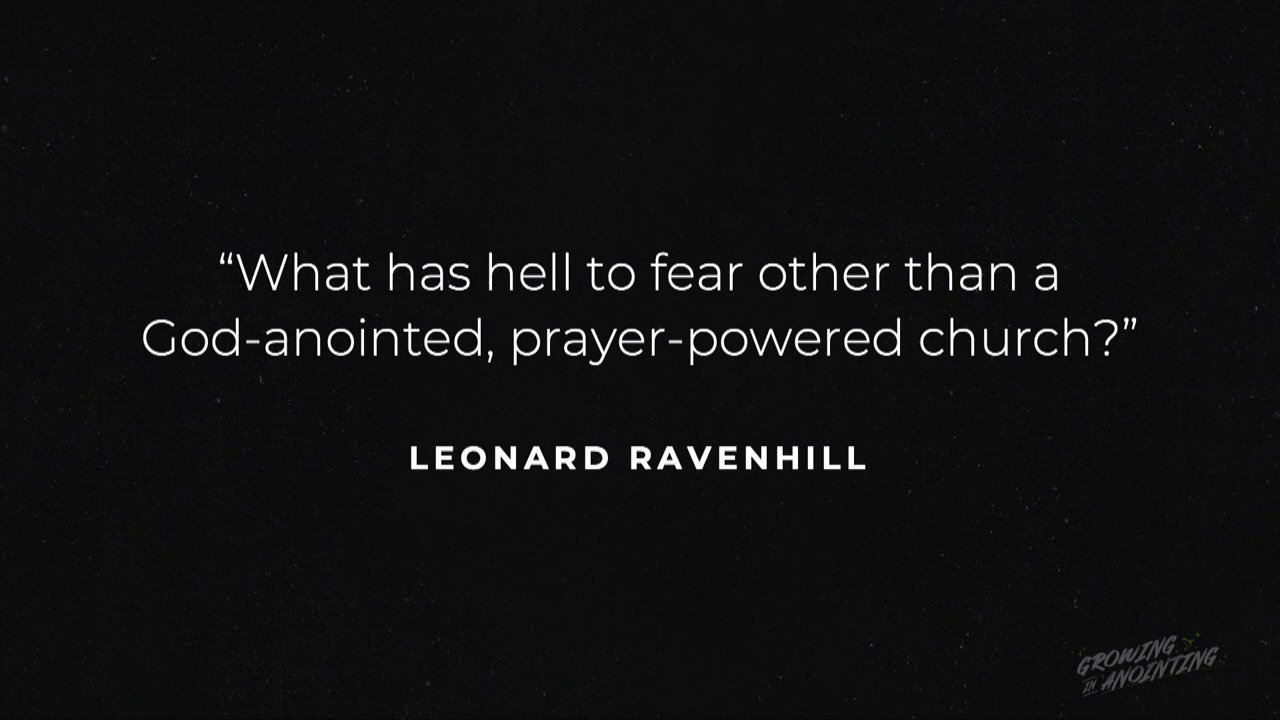 “What has hell to fear other than a
God-anointed, prayer-powered church?”
LEONARD RAVENHILL
GROWING
IN ANOINTING